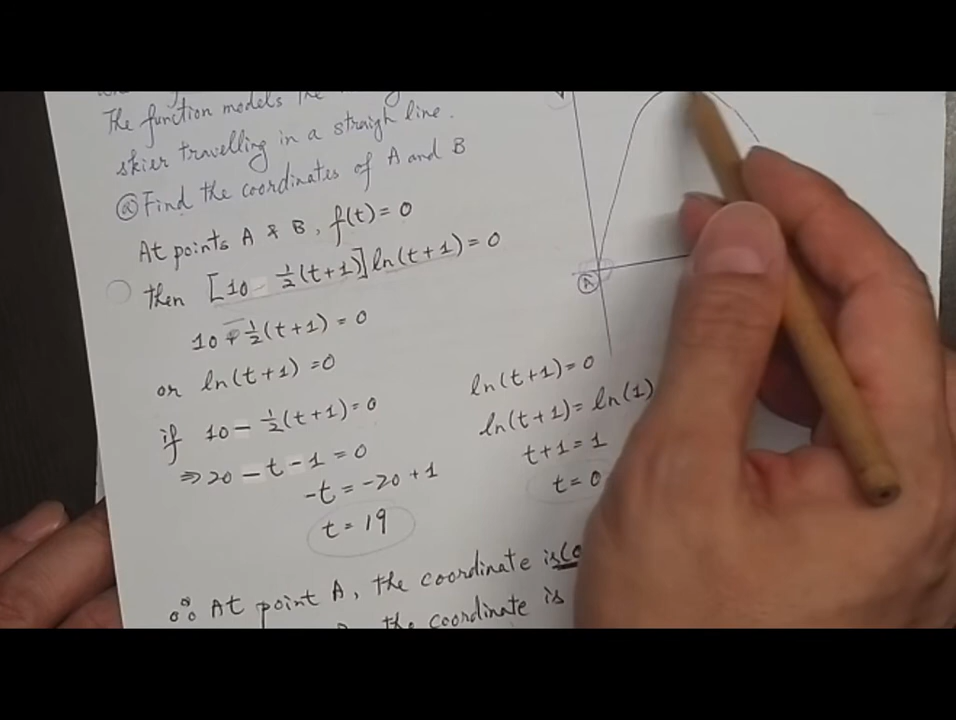 The function models the
skier travelling in a straigh line.
ⓐ Find the coordinates of A and B
At points A & B, f(t) = 0
then [10 - ½(t+1)] ln(t+1) = 0
10 - ½(t+1) = 0
or ln(t+1) = 0
if 10 - ½(t+1) = 0
⇒ 20 - t - 1 = 0
-t = -20 + 1
t = 19
ln(t+1) = 0
ln(t+1) = ln(1)
t+1 = 1
t = 0
∴ At point A, the coordinate is (0
the coordinate is
A